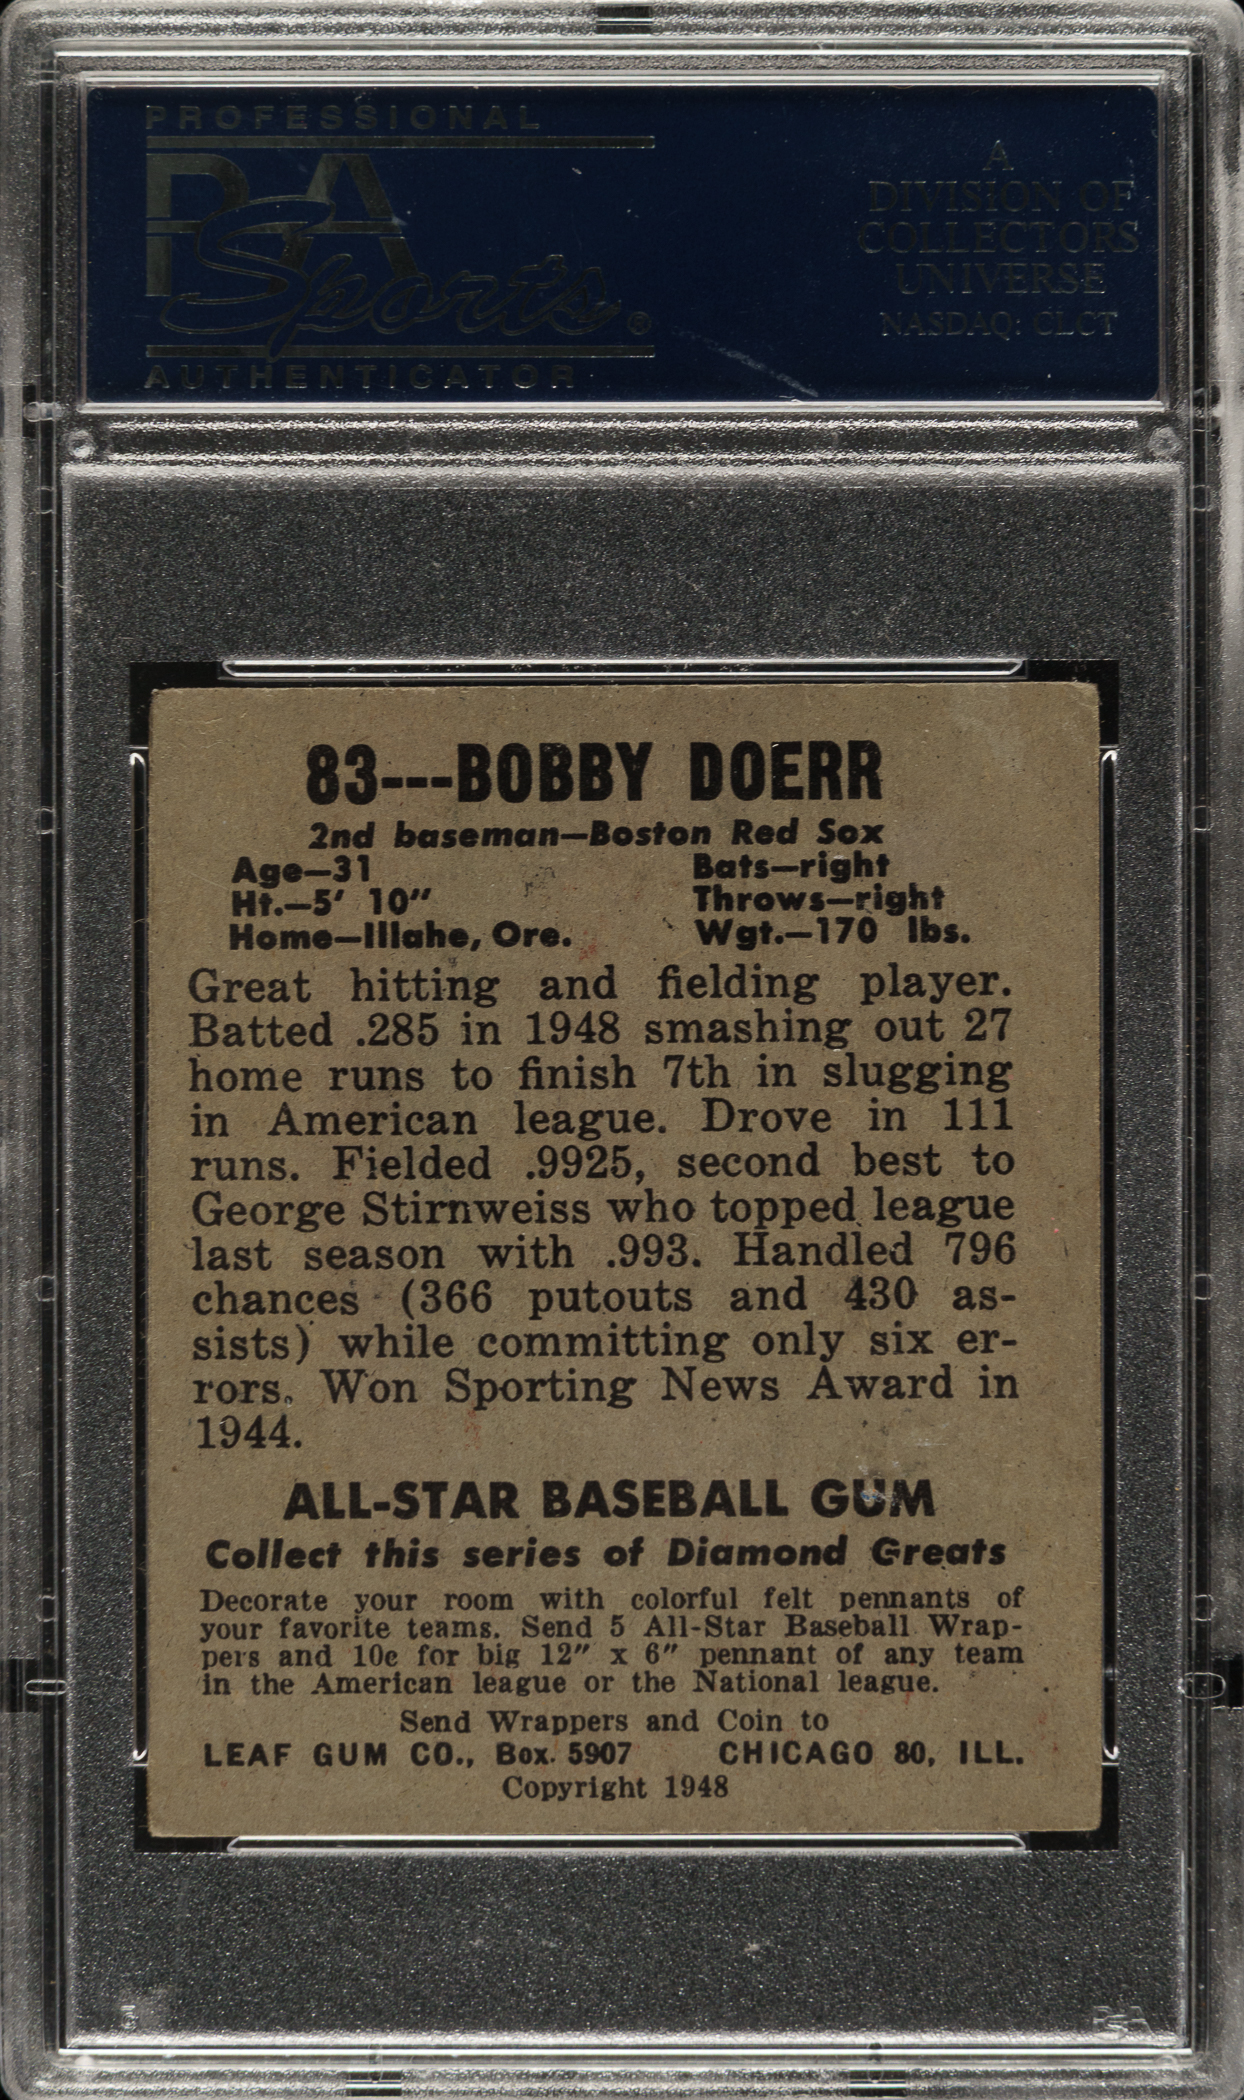 PROFESSIONAL
PSA
Sports®
AUTHENTICATOR
A
DIVISION OF
COLLECTORS
UNIVERSE
NASDAQ: CLCT
83---BOBBY DOERR
2nd baseman—Boston Red Sox
Age—31 Bats—right
Ht.—5' 10" Throws—right
Home—Illahe, Ore. Wgt.—170 lbs.
Great hitting and fielding player.
Batted .285 in 1948 smashing out 27
home runs to finish 7th in slugging
in American league. Drove in 111
runs. Fielded .9925, second best to
George Stirnweiss who topped league
last season with .993. Handled 796
chances (366 putouts and 430 as-
sists) while committing only six er-
rors. Won Sporting News Award in
1944.
ALL-STAR BASEBALL GUM
Collect this series of Diamond Greats
Decorate your room with colorful felt pennants of
your favorite teams. Send 5 All-Star Baseball Wrap-
pers and 10c for big 12" x 6" pennant of any team
in the American league or the National league.
Send Wrappers and Coin to
LEAF GUM CO., Box. 5907 CHICAGO 80, ILL.
Copyright 1948
PSA